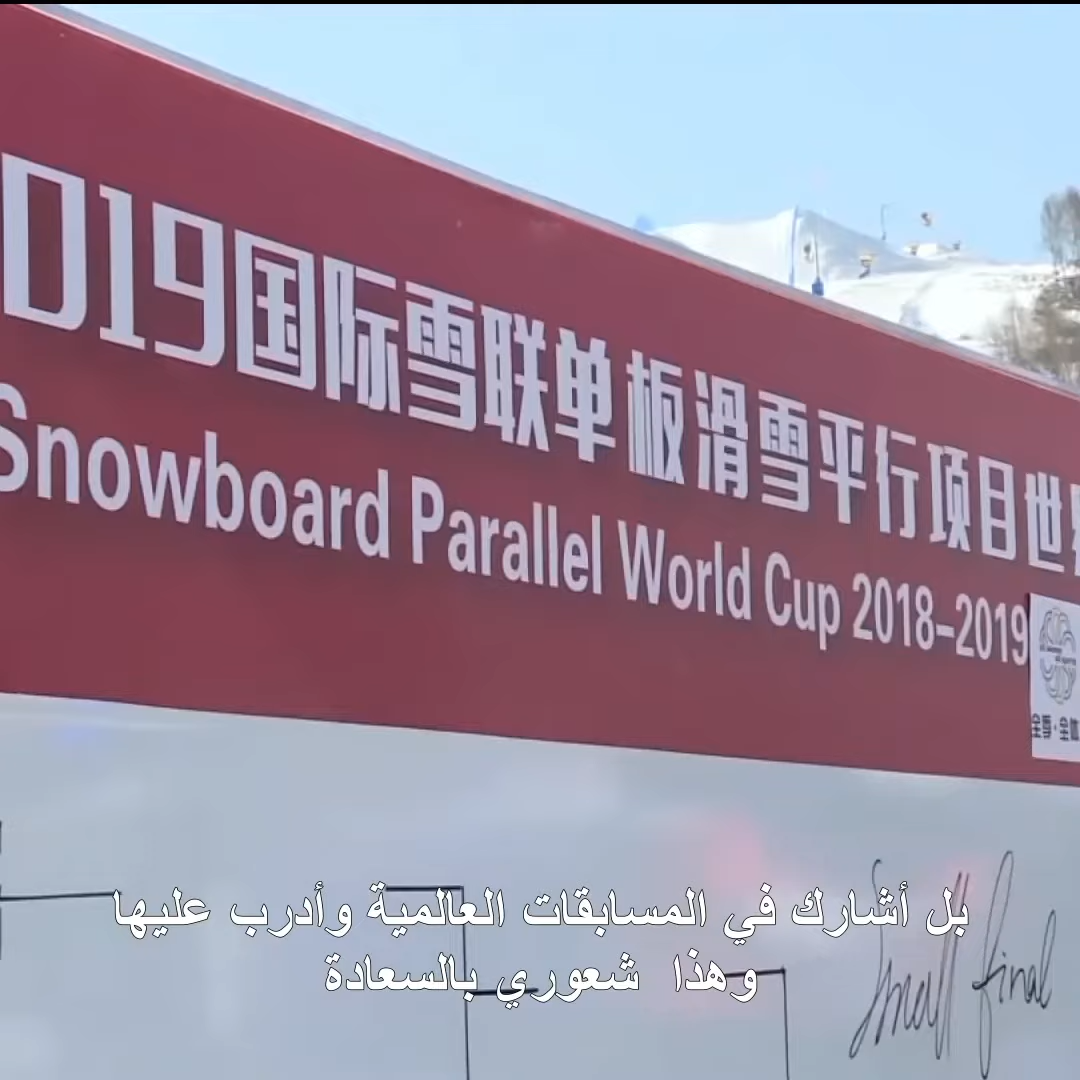 019国际雪联单板滑雪平行项目世
Snowboard Parallel World Cup 2018-2019
Small final
بل أشارك في المسابقات العالمية وأدرب عليها
وهذا شعوري بالسعادة